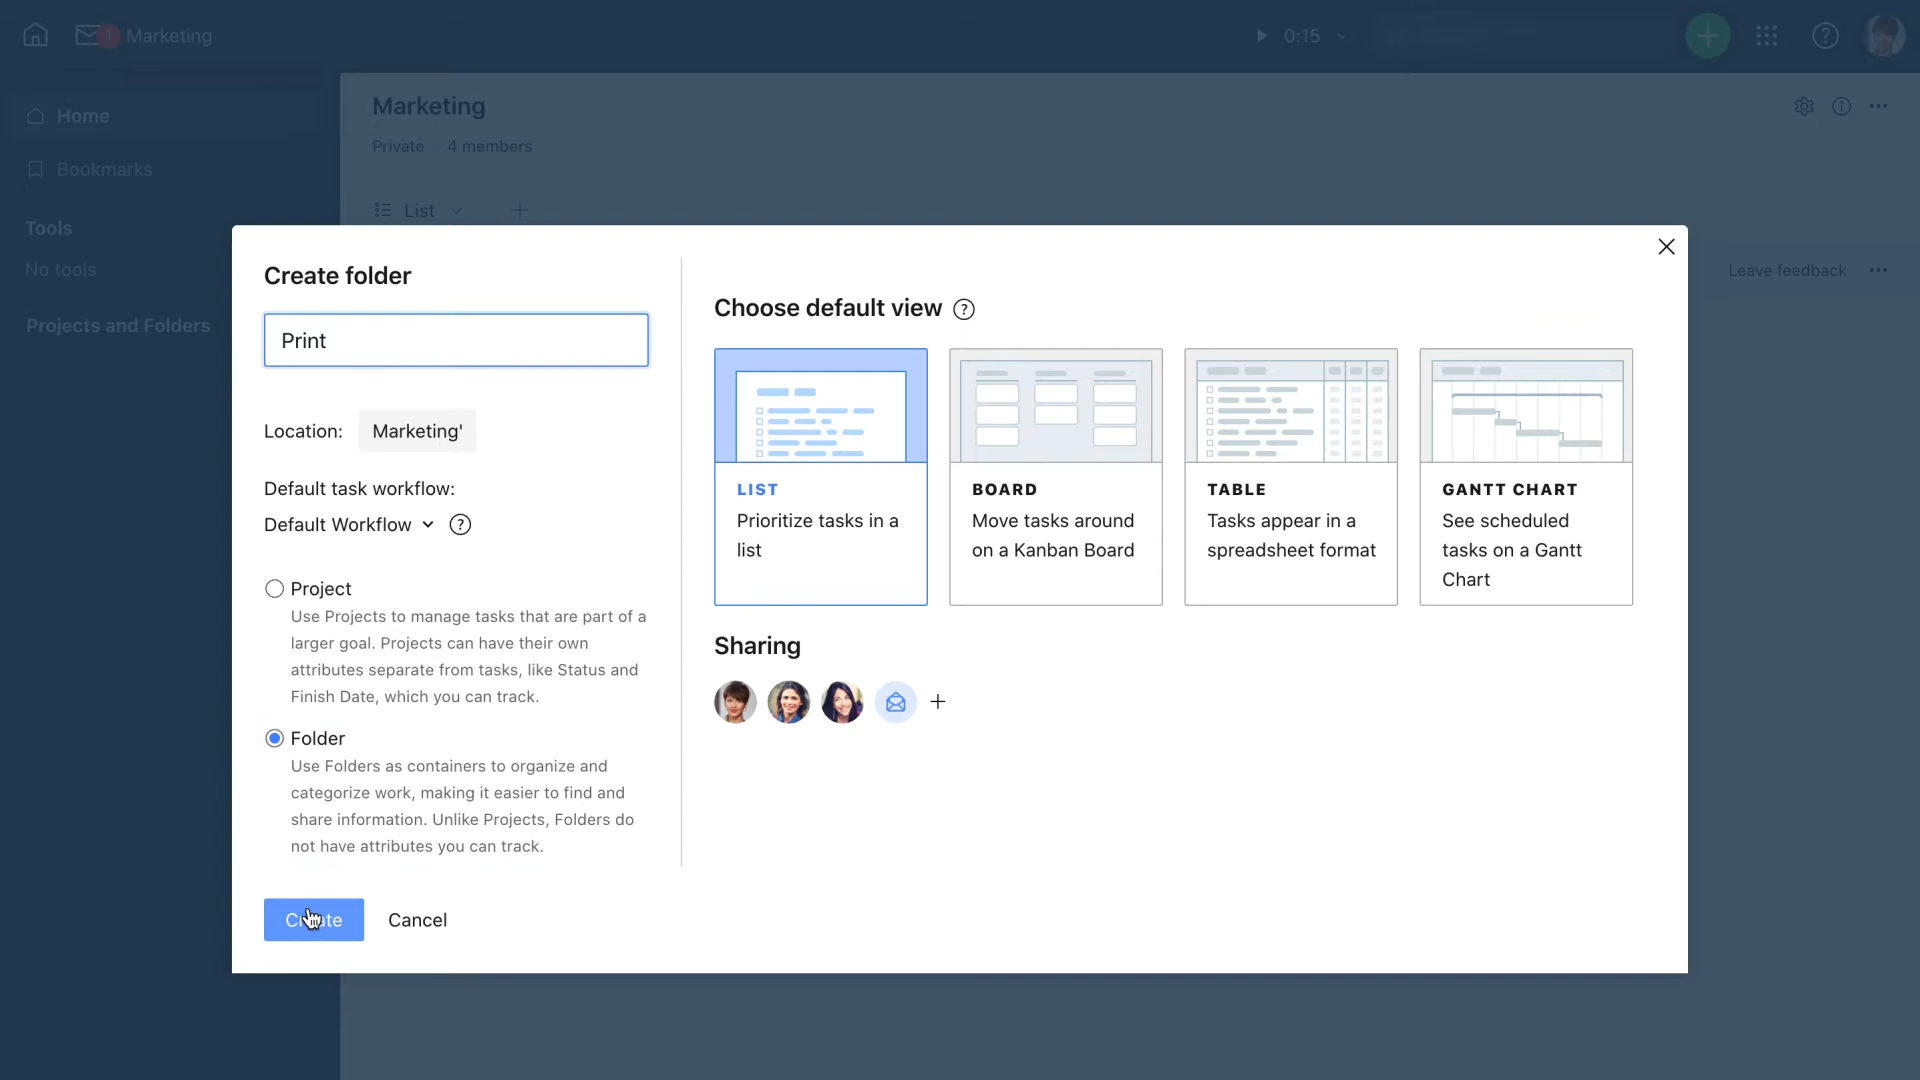 1
Marketing
0:15
Home
Bookmarks
Tools
No tools
Projects and Folders
Marketing
Private
4 members
List
Leave feedback
Create folder
Print
Location:
Marketing'
Default task workflow:
Default Workflow
?
Project
Use Projects to manage tasks that are part of a
larger goal. Projects can have their own
attributes separate from tasks, like Status and
Finish Date, which you can track.
Folder
Use Folders as containers to organize and
categorize work, making it easier to find and
share information. Unlike Projects, Folders do
not have attributes you can track.
Create
Cancel
Choose default view
?
LIST
Prioritize tasks in a
list
BOARD
Move tasks around
on a Kanban Board
TABLE
Tasks appear in a
spreadsheet format
GANTT CHART
See scheduled
tasks on a Gantt
Chart
Sharing